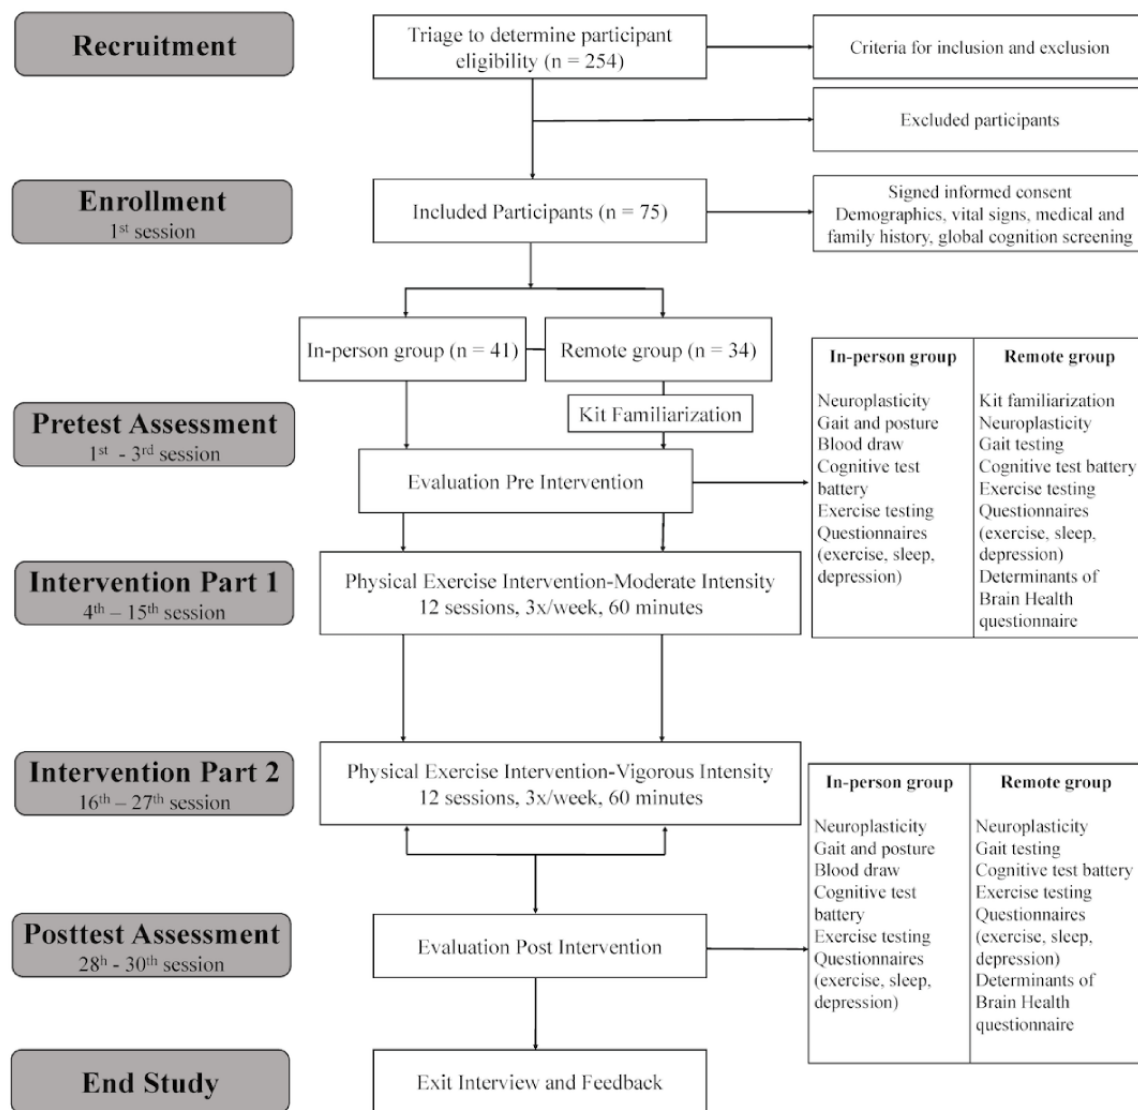 Recruitment
Triage to determine participant
eligibility (n = 254)
Criteria for inclusion and exclusion
Excluded participants
Enrollment
1st session
Included Participants (n = 75)
Signed informed consent
Demographics, vital signs, medical and
family history, global cognition screening
In-person group (n = 41)
Remote group (n = 34)
Kit Familiarization
Pretest Assessment
1st - 3rd session
Evaluation Pre Intervention
In-person group
Neuroplasticity
Gait and posture
Blood draw
Cognitive test
battery
Exercise testing
Questionnaires
(exercise, sleep,
depression)
Remote group
Kit familiarization
Neuroplasticity
Gait testing
Cognitive test battery
Exercise testing
Questionnaires
(exercise, sleep,
depression)
Determinants of
Brain Health
questionnaire
Intervention Part 1
4th – 15th session
Physical Exercise Intervention-Moderate Intensity
12 sessions, 3x/week, 60 minutes
Intervention Part 2
16th – 27th session
Physical Exercise Intervention-Vigorous Intensity
12 sessions, 3x/week, 60 minutes
In-person group
Neuroplasticity
Gait and posture
Blood draw
Cognitive test
battery
Exercise testing
Questionnaires
(exercise, sleep,
depression)
Remote group
Neuroplasticity
Gait testing
Cognitive test battery
Exercise testing
Questionnaires
(exercise, sleep,
depression)
Determinants of
Brain Health
questionnaire
Posttest Assessment
28h - 30th session
Evaluation Post Intervention
End Study
Exit Interview and Feedback